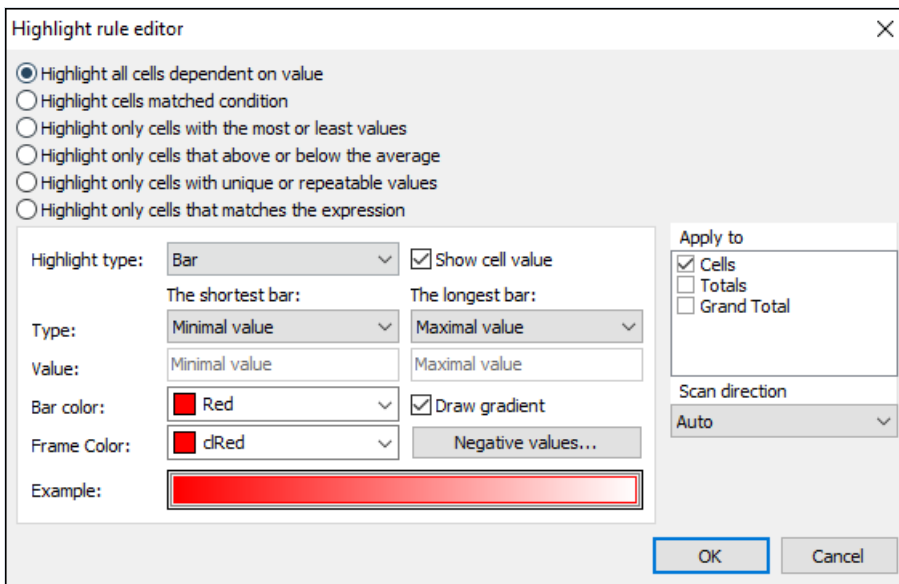 Highlight rule editor
Highlight all cells dependent on value
Highlight cells matched condition
Highlight only cells with the most or least values
Highlight only cells that above or below the average
Highlight only cells with unique or repeatable values
Highlight only cells that matches the expression
Highlight type: Bar Show cell value
The shortest bar: The longest bar:
Type: Minimal value Maximal value
Value: Minimal value Maximal value
Bar color: Red Draw gradient
Frame Color: clRed Negative values...
Example:
Apply to
Cells
Totals
Grand Total
Scan direction
Auto
OK Cancel